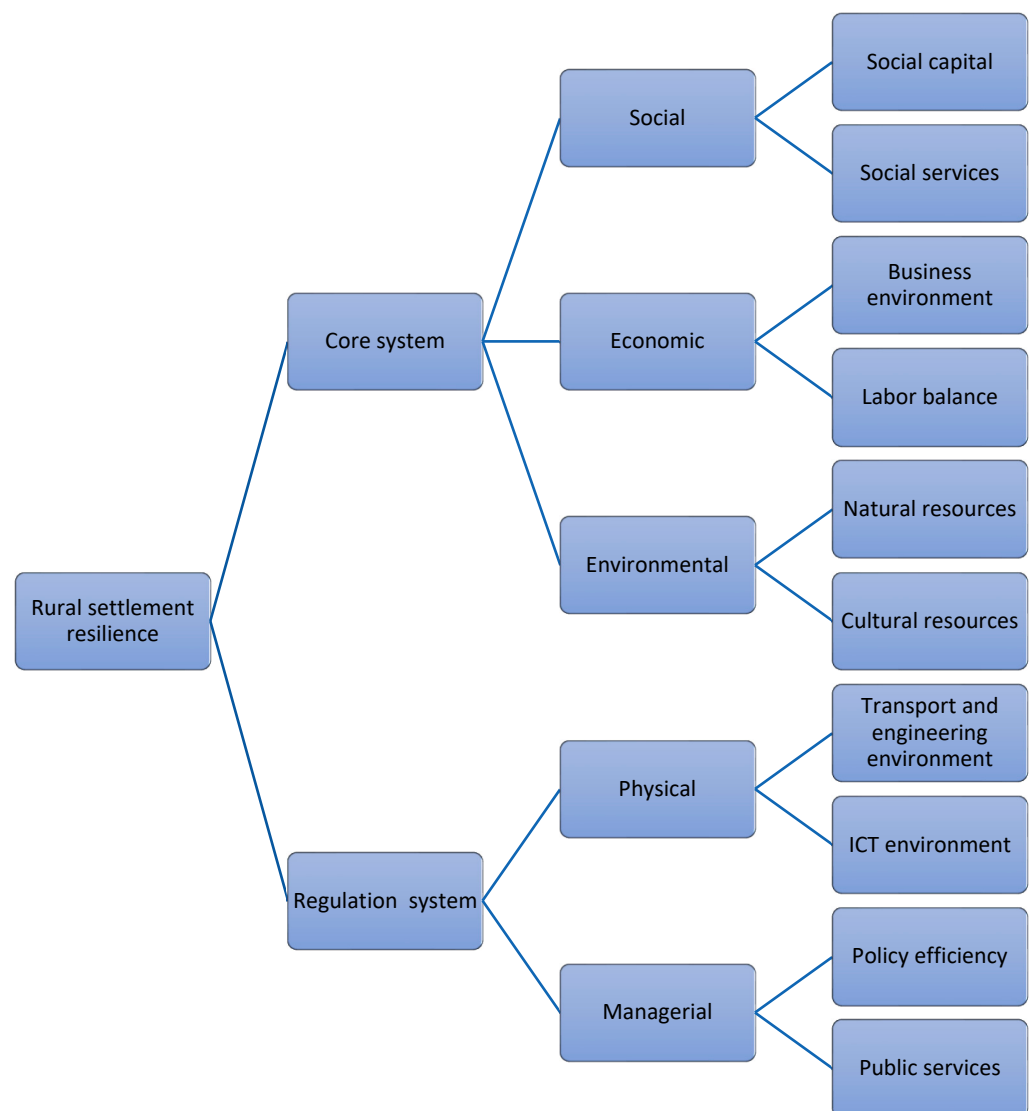 Rural settlement
resilience
Core system
Social
Social capital
Social services
Economic
Business
environment
Labor balance
Environmental
Natural resources
Cultural resources
Regulation  system
Physical
Transport and
engineering
environment
ICT environment
Managerial
Policy efficiency
Public services